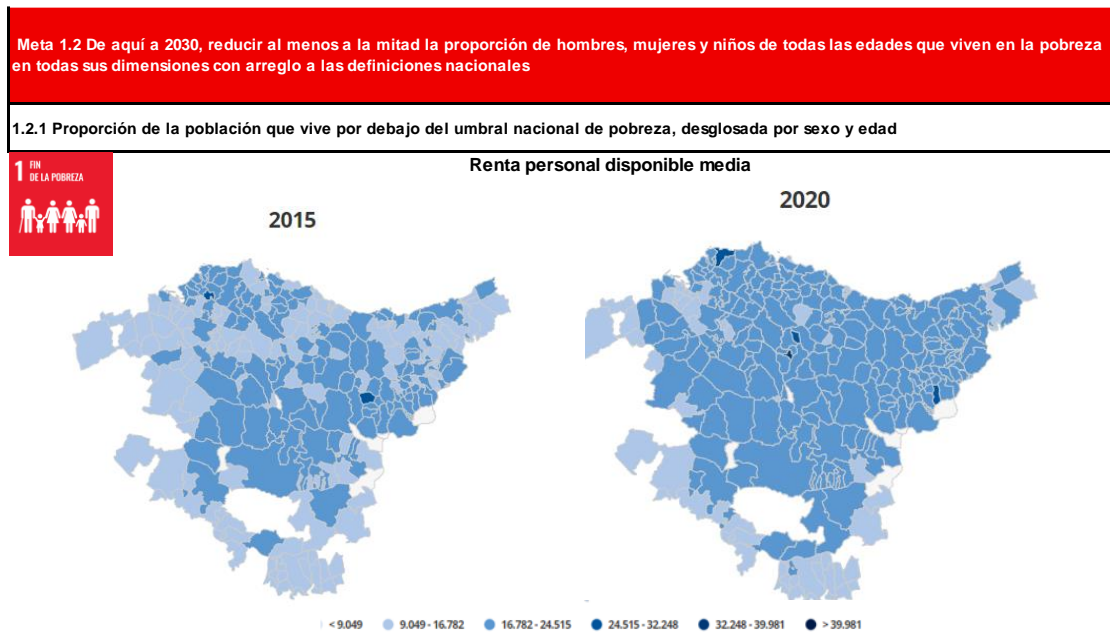 Meta 1.2 De aquí a 2030, reducir al menos a la mitad la proporción de hombres, mujeres y niños de todas las edades que viven en la pobreza
en todas sus dimensiones con arreglo a las definiciones nacionales
1.2.1 Proporción de la población que vive por debajo del umbral nacional de pobreza, desglosada por sexo y edad
1 FIN
DE LA POBREZA
Renta personal disponible media
2015
2020
< 9.049 9.049 - 16.782 16.782 - 24.515 24.515 - 32.248 32.248 - 39.981 > 39.981